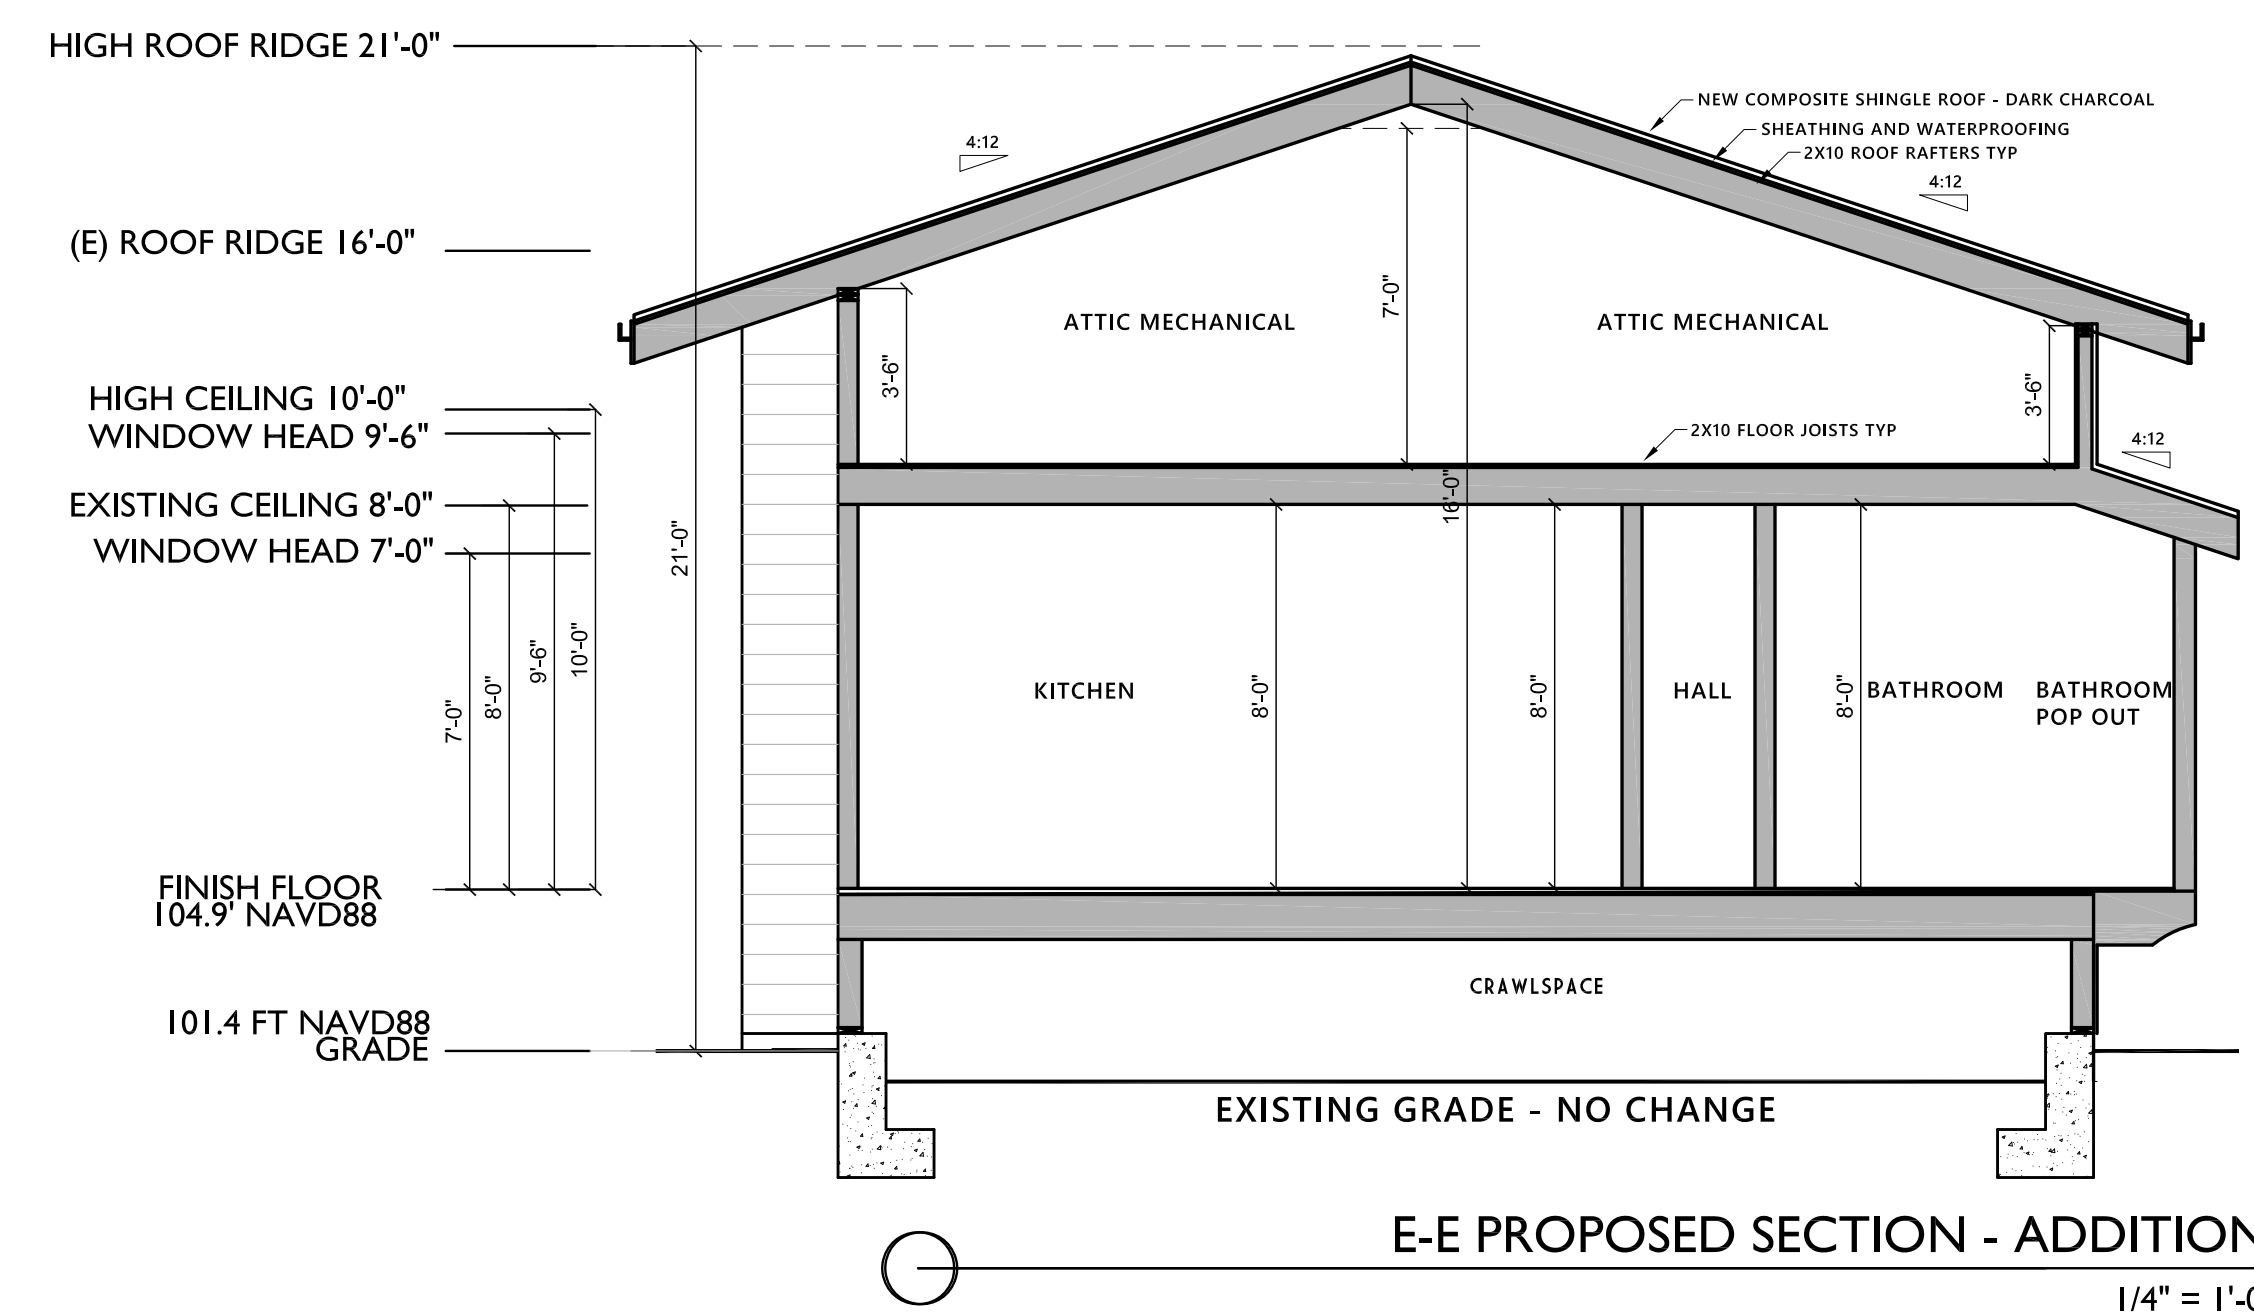 HIGH ROOF RIDGE 21'-0"
NEW COMPOSITE SHINGLE ROOF - DARK CHARCOAL
SHEATHING AND WATERPROOFING
2X10 ROOF RAFTERS TYP
4:12
4:12
(E) ROOF RIDGE 16'-0"
7'-0"
ATTIC MECHANICAL
ATTIC MECHANICAL
3'-6"
3'-6"
HIGH CEILING 10'-0"
WINDOW HEAD 9'-6"
2X10 FLOOR JOISTS TYP
4:12
EXISTING CEILING 8'-0"
16'-0"
WINDOW HEAD 7'-0"
21'-0"
7'-0"
8'-0"
9'-6"
10'-0"
KITCHEN
8'-0"
8'-0"
HALL
8'-0"
BATHROOM
BATHROOM
POP OUT
FINISH FLOOR
104.9' NAVD88
CRAWLSPACE
101.4 FT NAVD88
GRADE
EXISTING GRADE - NO CHANGE
E-E PROPOSED SECTION - ADDITION
1/4" = 1'-0